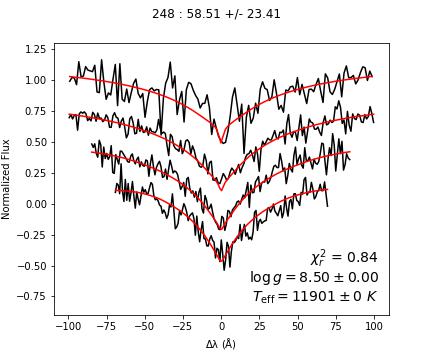 248 : 58.51 +/- 23.41
Normalized Flux
1.25
1.00
0.75
0.50
0.25
0.00
−0.25
−0.50
−0.75
χ²ᵣ = 0.84
log g = 8.50 ± 0.00
T_eff = 11901 ± 0 K
−100 −75 −50 −25 0 25 50 75 100
Δλ (Å)